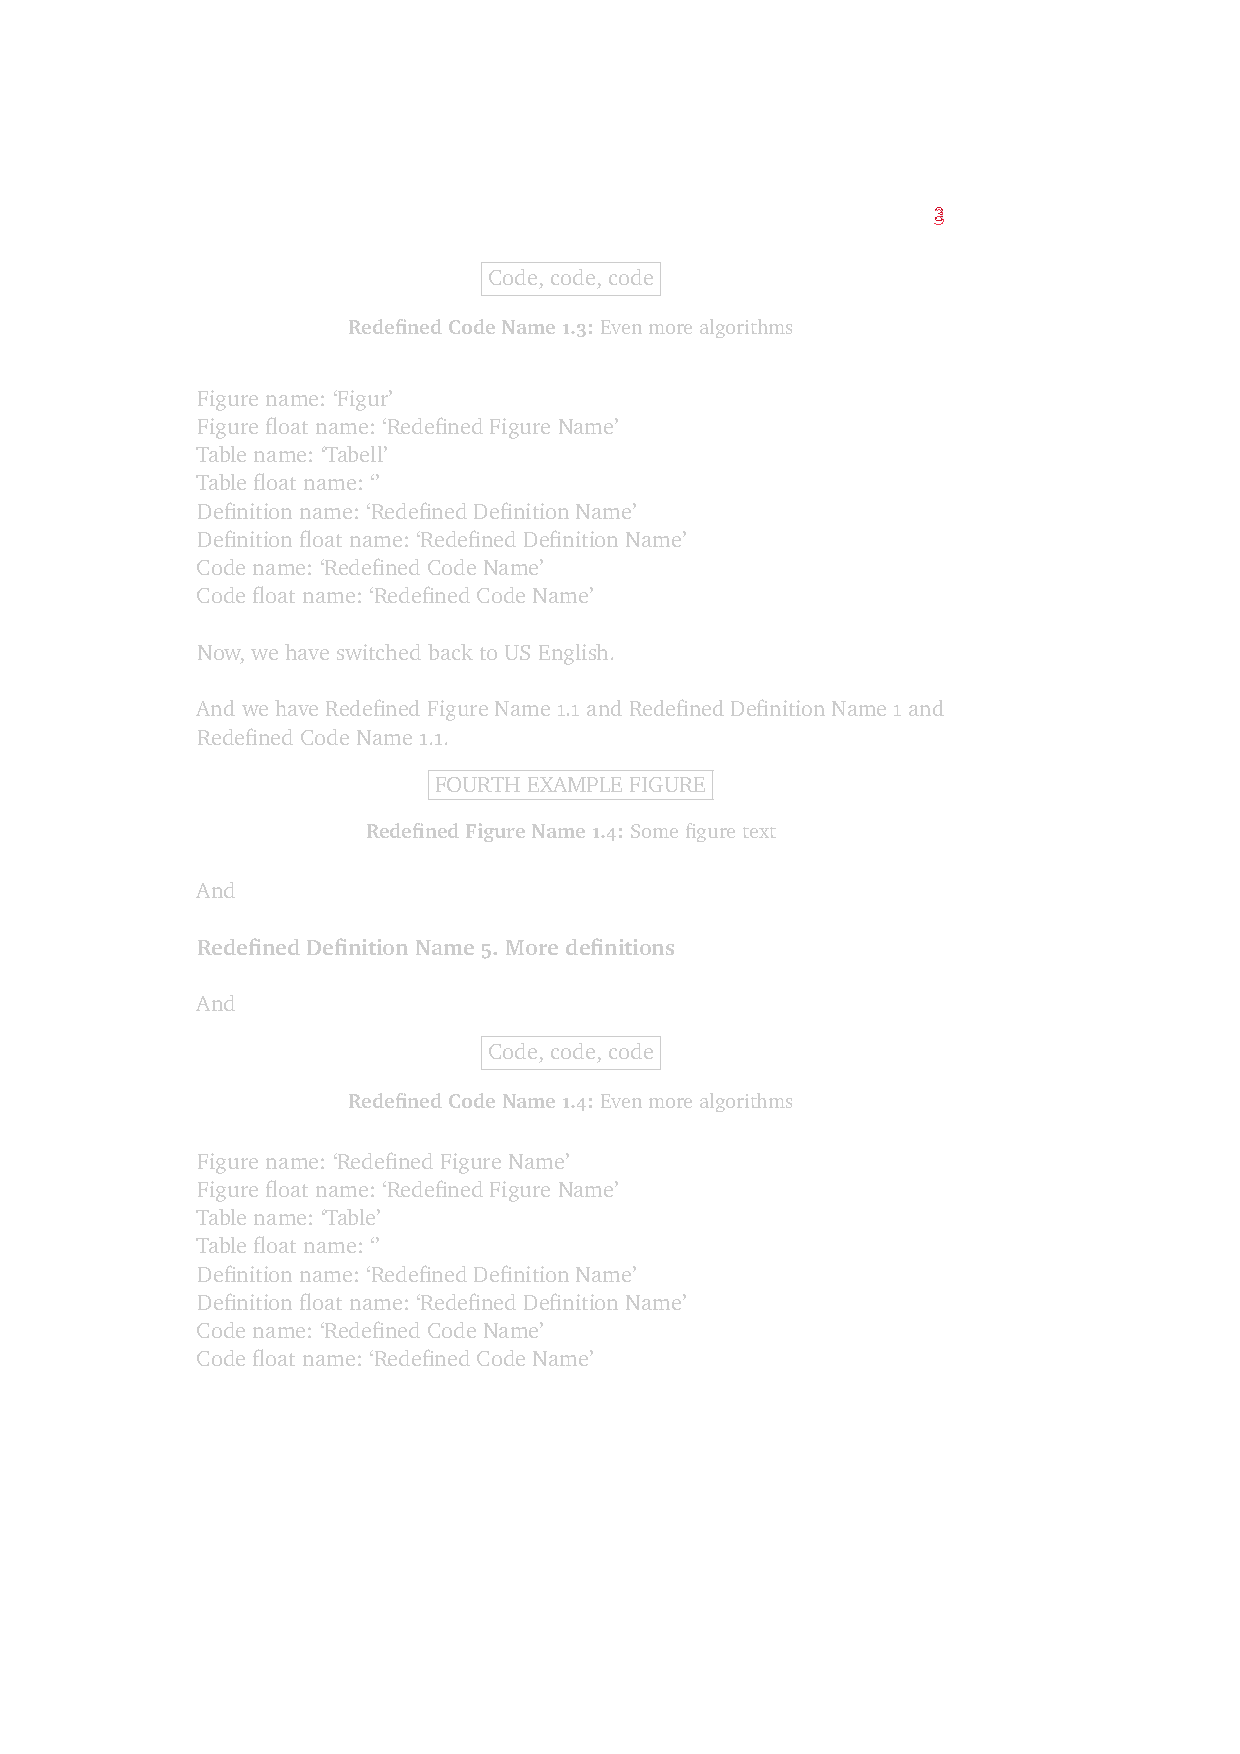 Code, code, code
Redefined Code Name 1.3: Even more algorithms
Figure name: ‘Figur’
Figure float name: ‘Redefined Figure Name’
Table name: ‘Tabell’
Table float name: ‘’
Definition name: ‘Redefined Definition Name’
Definition float name: ‘Redefined Definition Name’
Code name: ‘Redefined Code Name’
Code float name: ‘Redefined Code Name’
Now, we have switched back to US English.
And we have Redefined Figure Name 1.1 and Redefined Definition Name 1 and
Redefined Code Name 1.1.
FOURTH EXAMPLE FIGURE
Redefined Figure Name 1.4: Some figure text
And
Redefined Definition Name 5. More definitions
And
Code, code, code
Redefined Code Name 1.4: Even more algorithms
Figure name: ‘Redefined Figure Name’
Figure float name: ‘Redefined Figure Name’
Table name: ‘Table’
Table float name: ‘’
Definition name: ‘Redefined Definition Name’
Definition float name: ‘Redefined Definition Name’
Code name: ‘Redefined Code Name’
Code float name: ‘Redefined Code Name’